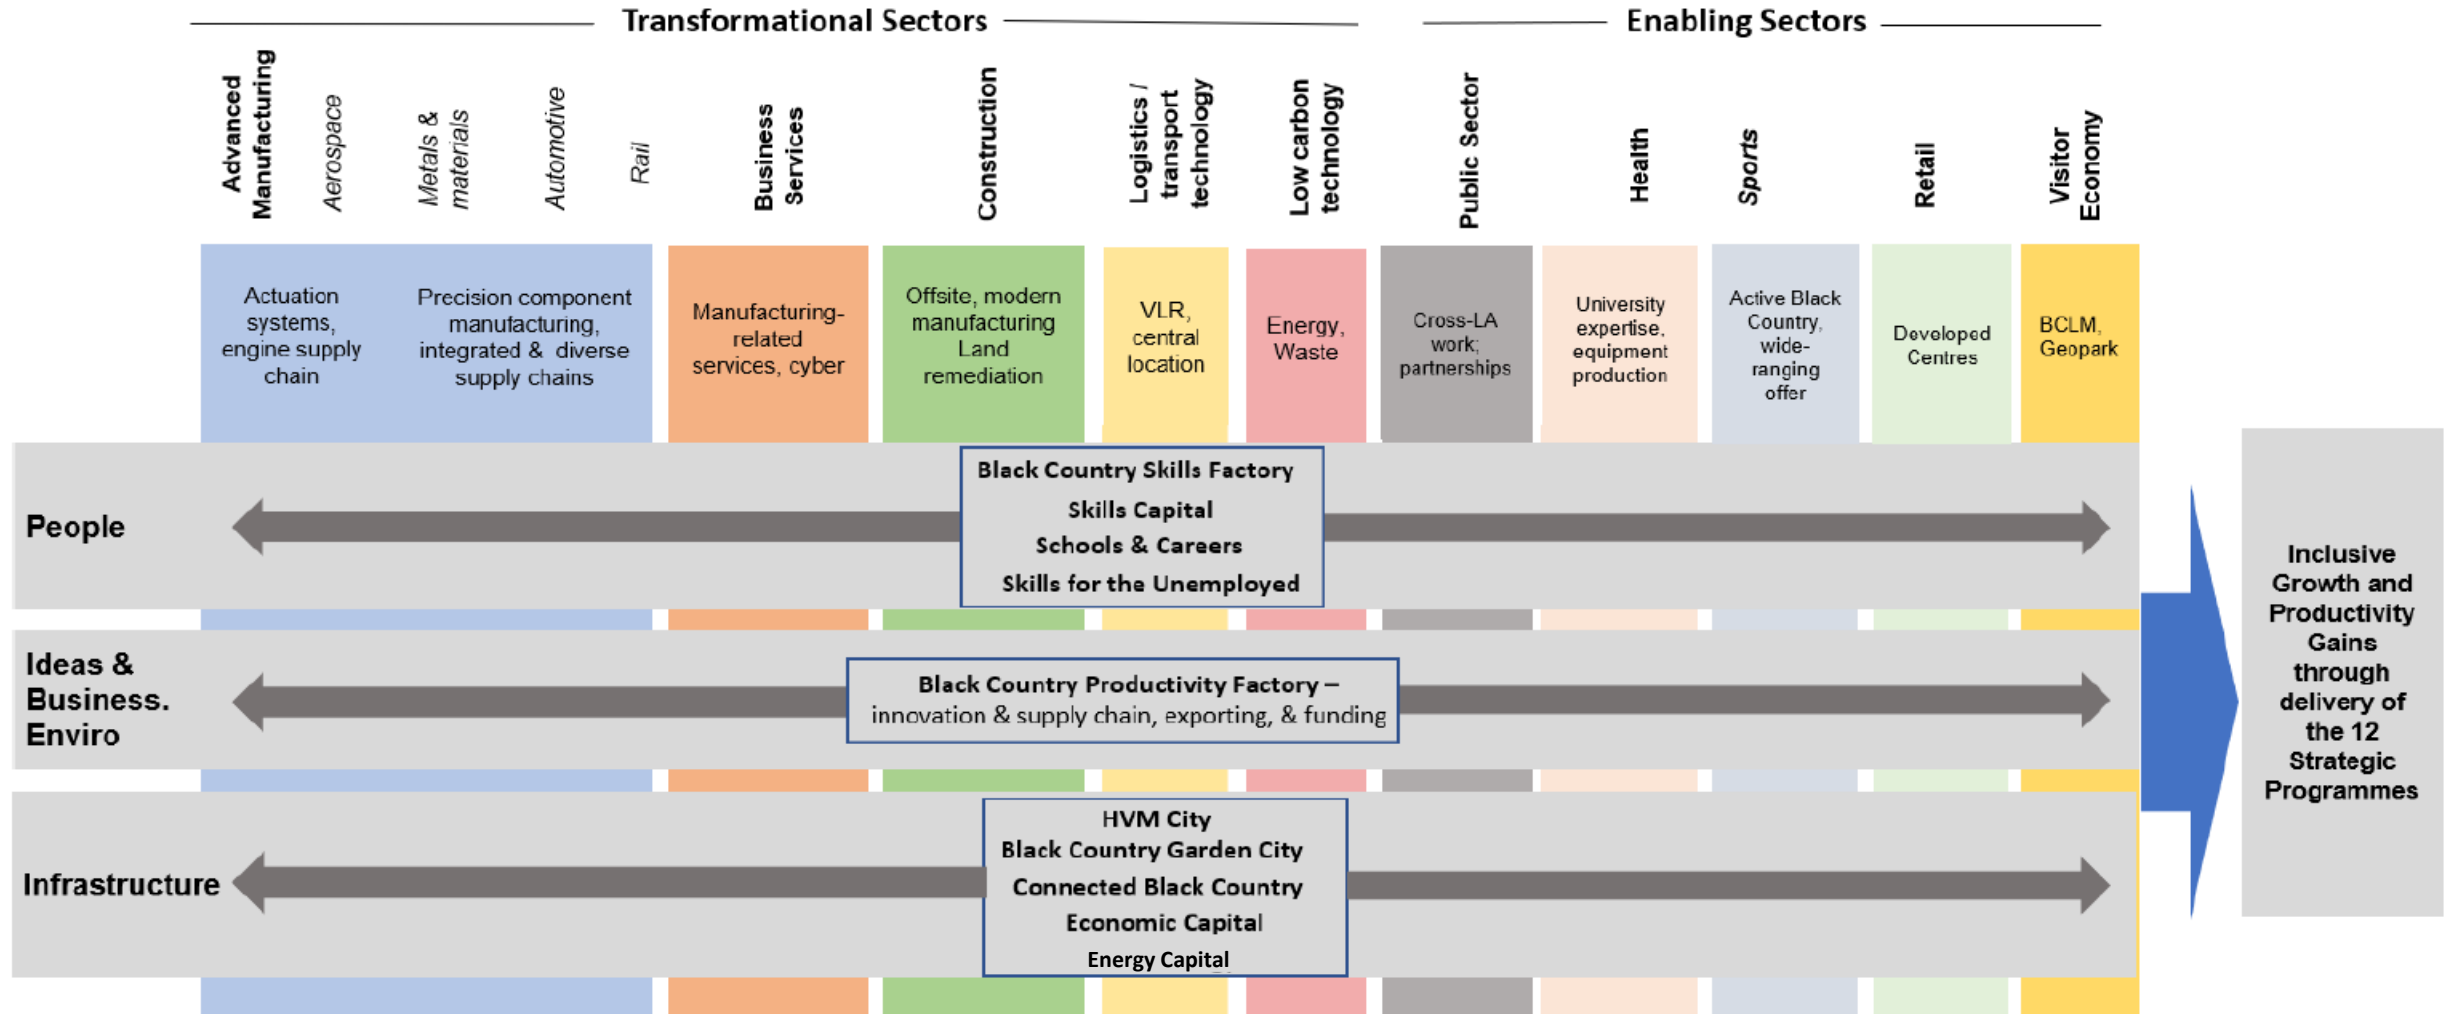 Transformational Sectors
Enabling Sectors
Advanced
Manufacturing
Aerospace
Metals &
materials
Automotive
Rail
Business
Services
Construction
Logistics /
transport
technology
Low carbon
technology
Public Sector
Health
Sports
Retail
Visitor
Economy
Actuation
systems,
engine supply
chain
Precision component
manufacturing,
integrated & diverse
supply chains
Manufacturing-
related
services, cyber
Offsite, modern
manufacturing
Land
remediation
VLR,
central
location
Energy,
Waste
Cross-LA
work;
partnerships
University
expertise,
equipment
production
Active Black
Country,
wide-
ranging
offer
Developed
Centres
BCLM,
Geopark
People
Black Country Skills Factory
Skills Capital
Schools & Careers
Skills for the Unemployed
Ideas &
Business.
Enviro
Black Country Productivity Factory –
innovation & supply chain, exporting, & funding
Infrastructure
HVM City
Black Country Garden City
Connected Black Country
Economic Capital
Energy Capital
Inclusive
Growth and
Productivity
Gains
through
delivery of
the 12
Strategic
Programmes